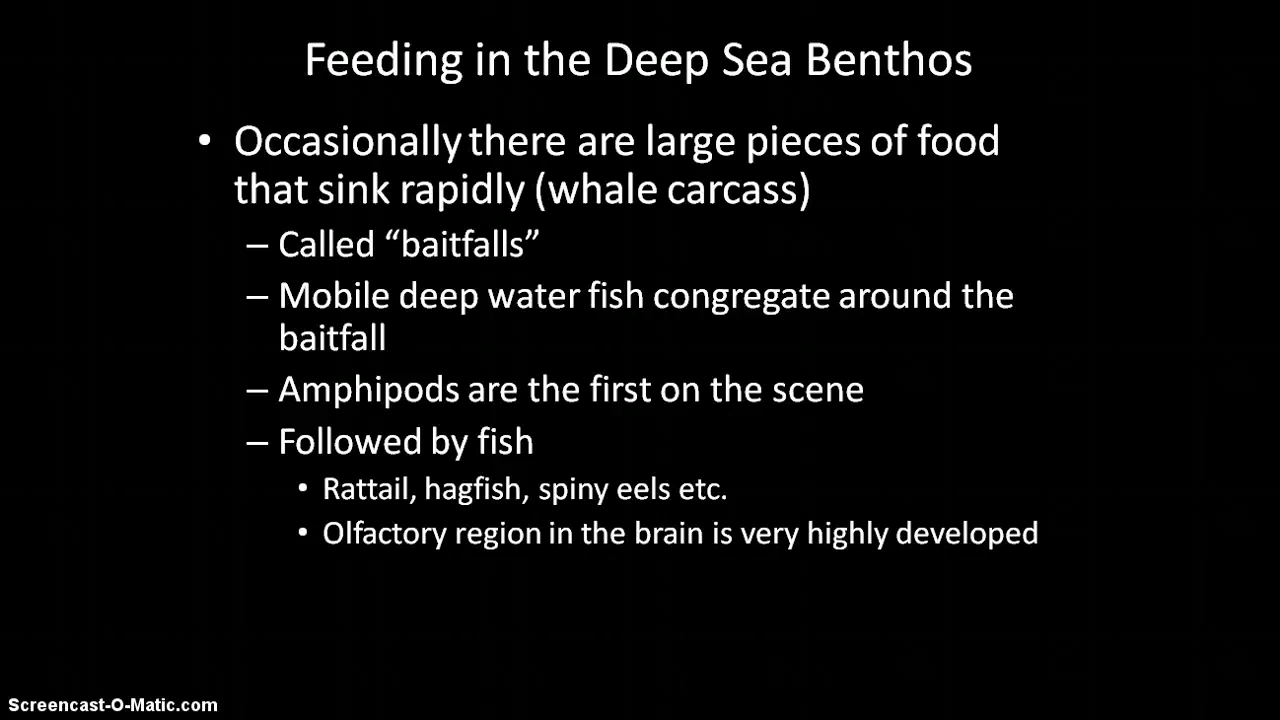 Feeding in the Deep Sea Benthos
• Occasionally there are large pieces of food
that sink rapidly (whale carcass)
– Called “baitfalls”
– Mobile deep water fish congregate around the
baitfall
– Amphipods are the first on the scene
– Followed by fish
• Rattail, hagfish, spiny eels etc.
• Olfactory region in the brain is very highly developed
Screencast-O-Matic.com